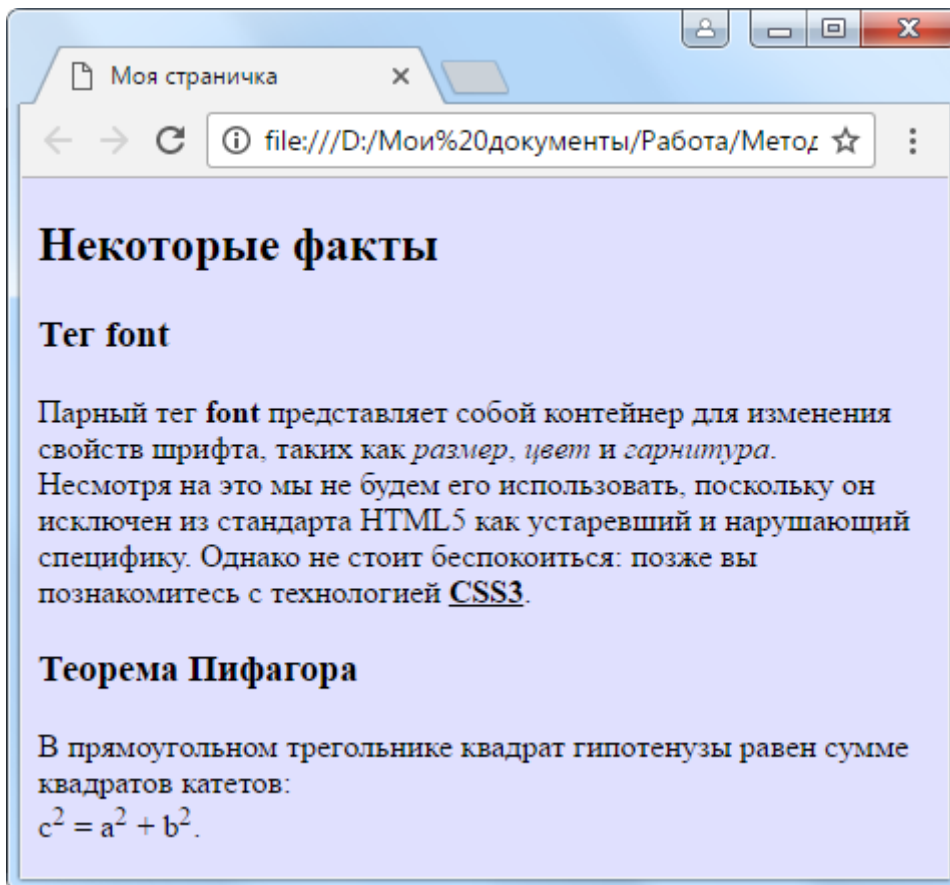 Моя страничка
file:///D:/Мои%20документы/Работа/Метод
Некоторые факты
Тег font
Парный тег font представляет собой контейнер для изменения
свойств шрифта, таких как размер, цвет и гарнитура.
Несмотря на это мы не будем его использовать, поскольку он
исключен из стандарта HTML5 как устаревший и нарушающий
специфику. Однако не стоит беспокоиться: позже вы
познакомитесь с технологией CSS3.
Теорема Пифагора
В прямоугольном трегольнике квадрат гипотенузы равен сумме
квадратов катетов:
c² = a² + b².